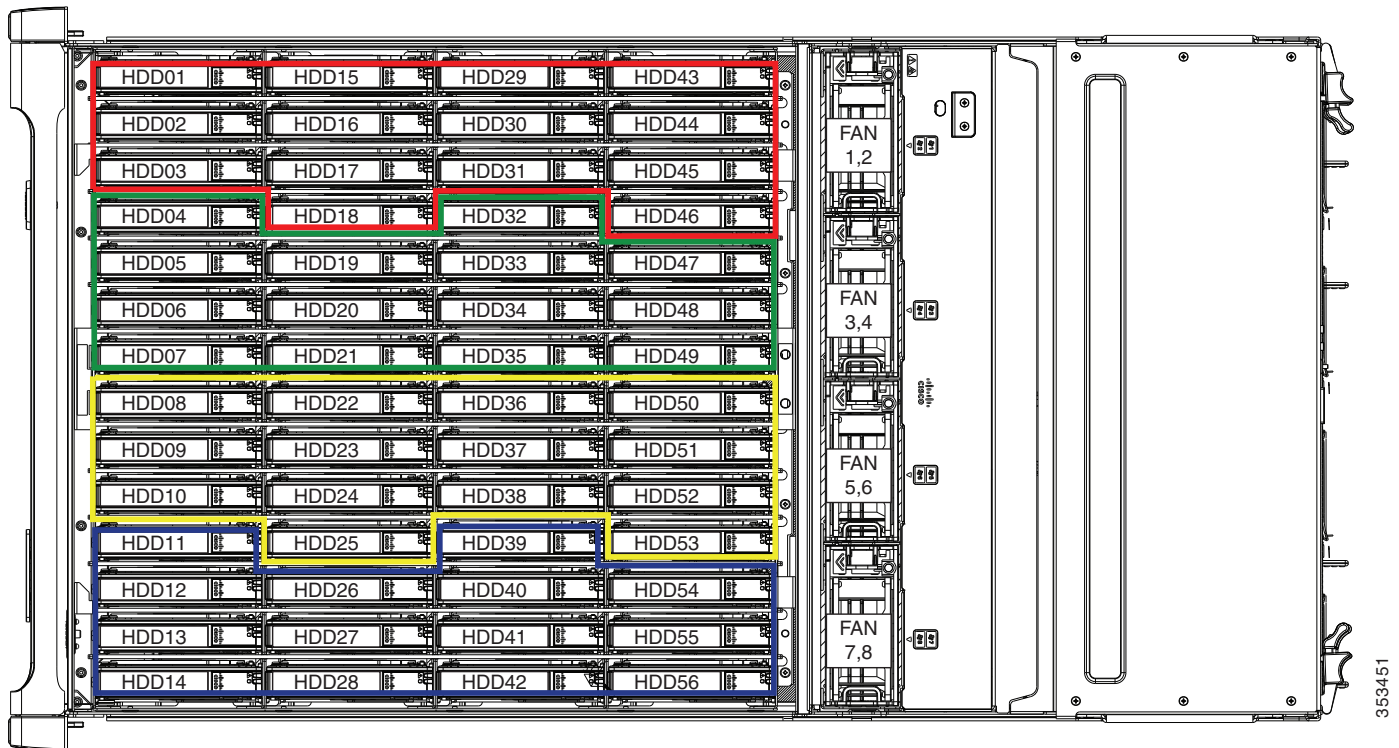 HDD01 HDD15 HDD29 HDD43
HDD02 HDD16 HDD30 HDD44
HDD03 HDD17 HDD31 HDD45
HDD04 HDD18 HDD32 HDD46
HDD05 HDD19 HDD33 HDD47
HDD06 HDD20 HDD34 HDD48
HDD07 HDD21 HDD35 HDD49
HDD08 HDD22 HDD36 HDD50
HDD09 HDD23 HDD37 HDD51
HDD10 HDD24 HDD38 HDD52
HDD11 HDD25 HDD39 HDD53
HDD12 HDD26 HDD40 HDD54
HDD13 HDD27 HDD41 HDD55
HDD14 HDD28 HDD42 HDD56
FAN
1,2
FAN
3,4
FAN
5,6
FAN
7,8
CISCO
353451